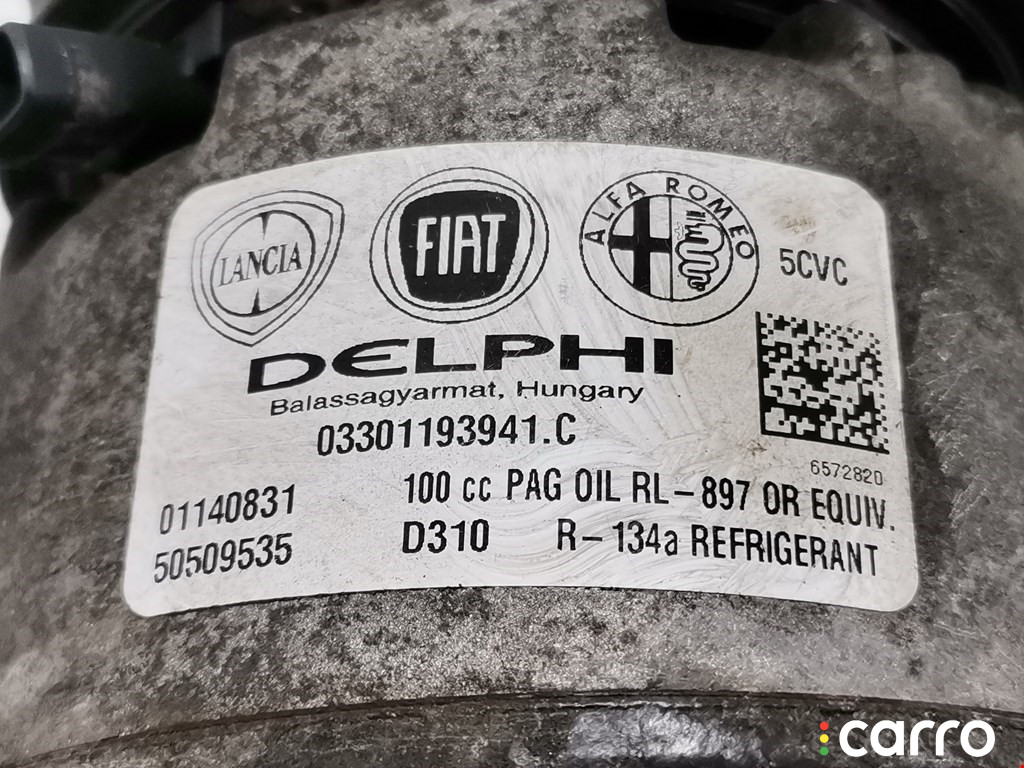 LANCIA
FIAT
ALFA ROMEO
5CVC
DELPHI
Balassagyarmat, Hungary
03301193941.C
6572820
01140831
100 cc PAG OIL RL-897 OR EQUIV.
50509535
D310
R-134a REFRIGERANT
carro